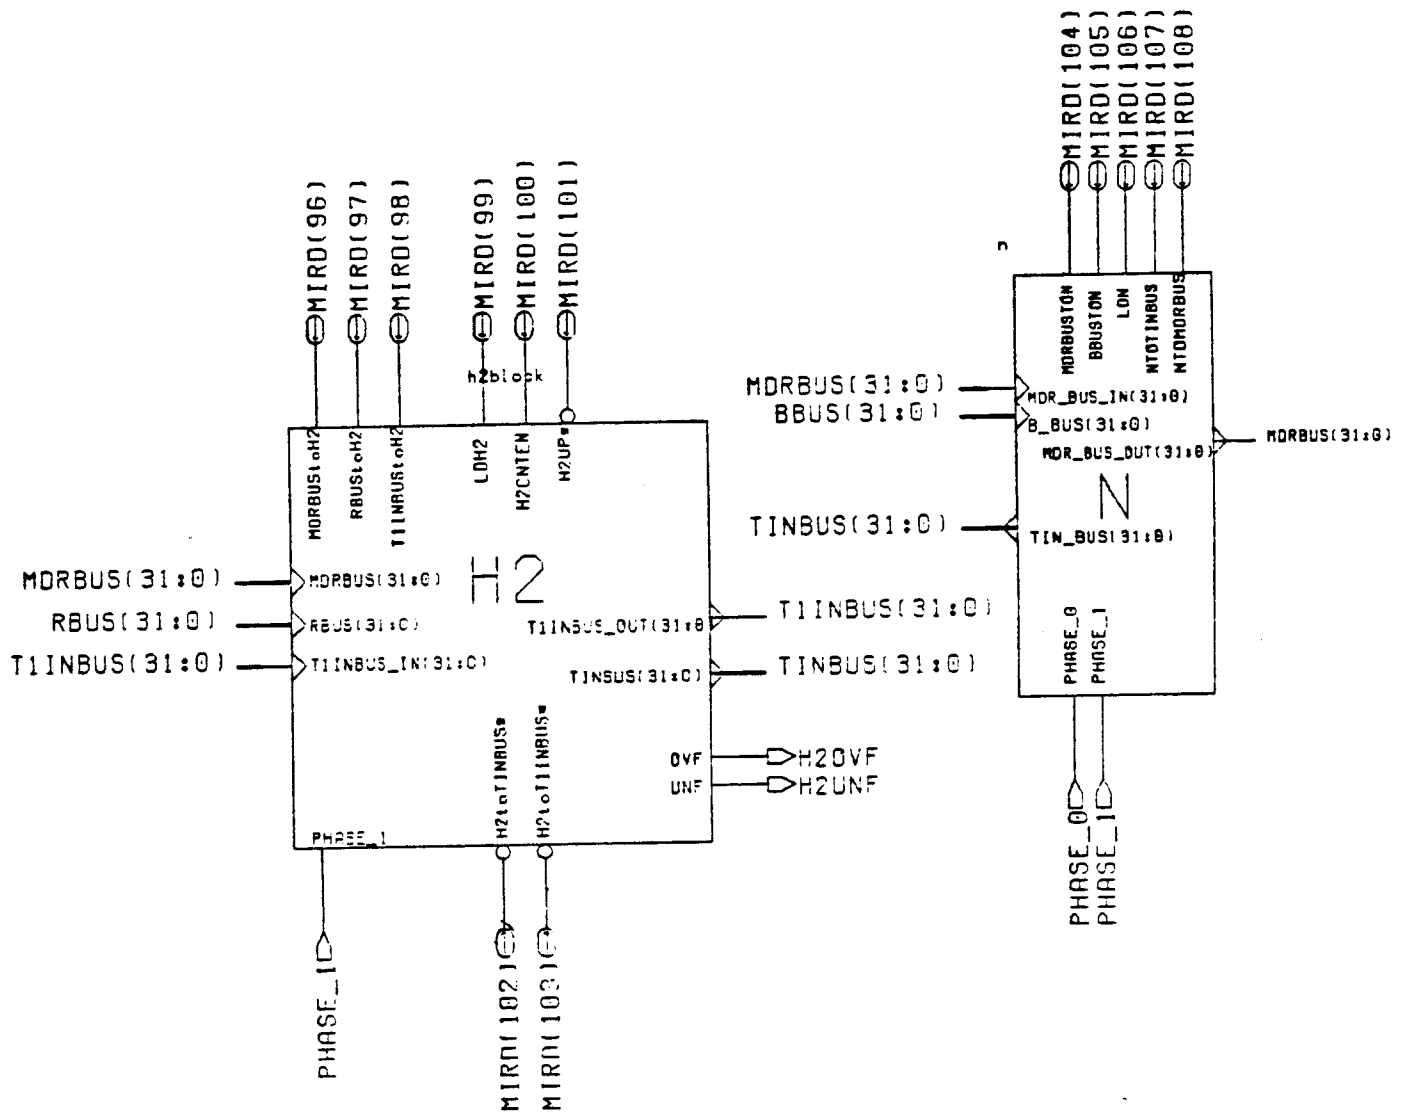 MIRD(104)
MIRD(105)
MIRD(106)
MIRD(107)
MIRD(108)
MIRD(96)
MIRD(97)
MIRD(98)
MIRD(99)
MIRD(100)
MIRD(101)
n
MDRBUSTON
BBUSTON
LDN
NTOTINBUS
NTOMDRBUS
h2block
MDRBUS(31:0)
MDR_BUS_IN(31:0)
BBUS(31:0)
B_BUS(31:0)
MDR_BUS_OUT(31:0)
MDRBUS(31:0)
N
TINBUS(31:0)
TIN_BUS(31:0)
MDRBUStoH2
RBUStoH2
T1INBUStoH2
LDH2
H2CNTEN
H2UP*
H2
MDRBUS(31:0)
MDRBUS(31:0)
RBUS(31:0)
RBUS(31:0)
T1INBUS(31:0)
T1INBUS_IN(31:0)
T1INBUS_OUT(31:0
T1INBUS(31:0)
TINBUS(31:0)
TINBUS(31:0)
PHASE_0
PHASE_1
OVF
H2OVF
UNF
H2UNF
H2toTINBUS*
H2toT1INBUS*
PHASE_1
PHASE_0
PHASE_1
PHASE_1
MIRD(102)
MIRD(103)